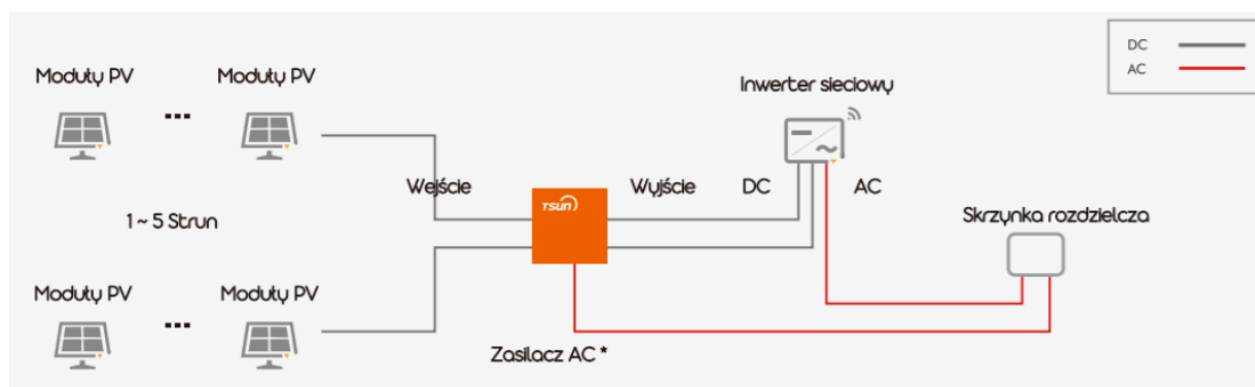 DC
AC
Moduły PV
Moduły PV
Inwerter sieciowy
Wejście
Wyjście
DC
AC
TSUN
1 ~ 5 Strun
Skrzynka rozdzielcza
Moduły PV
Moduły PV
Zasilacz AC *